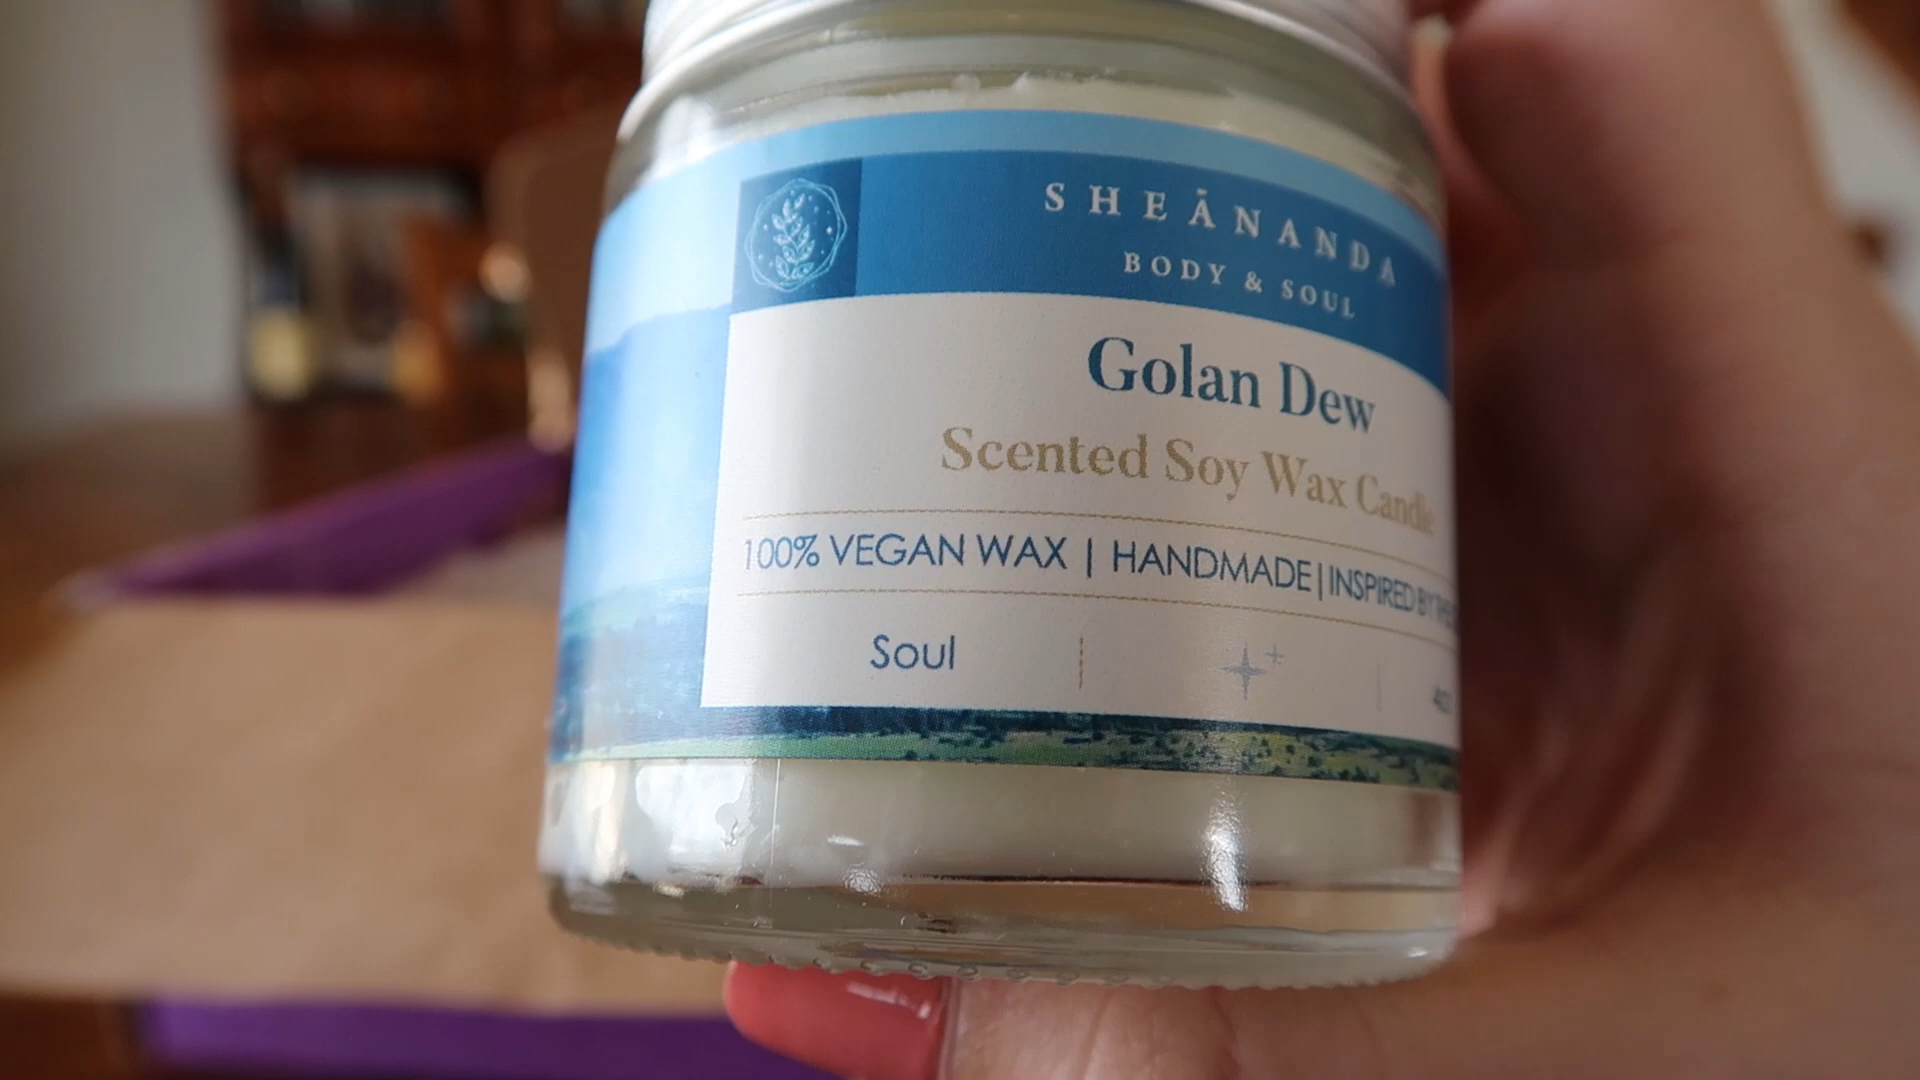 SHEĀNANDA
BODY & SOUL
Golan Dew
Scented Soy Wax Candle
100% VEGAN WAX | HANDMADE | INSPIRED BY
Soul